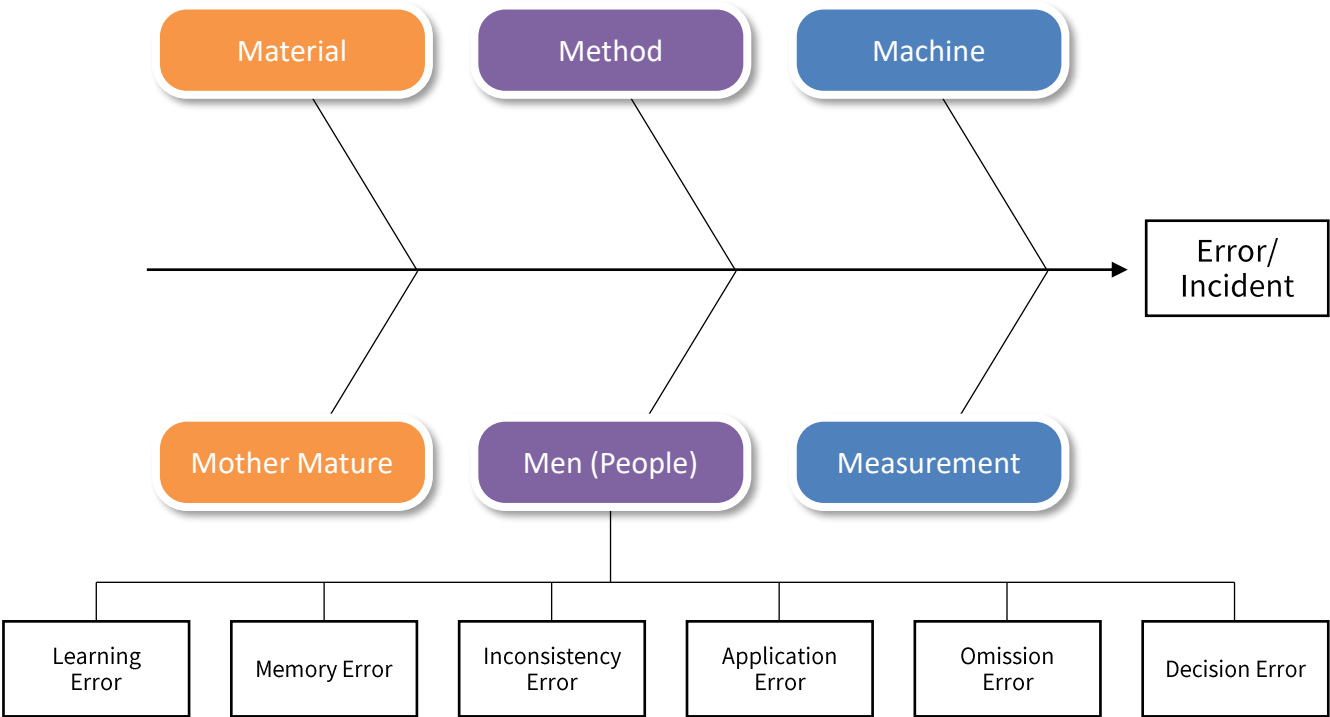 Material
Method
Machine
Error/
Incident
Mother Mature
Men (People)
Measurement
Learning
Error
Memory Error
Inconsistency
Error
Application
Error
Omission
Error
Decision Error